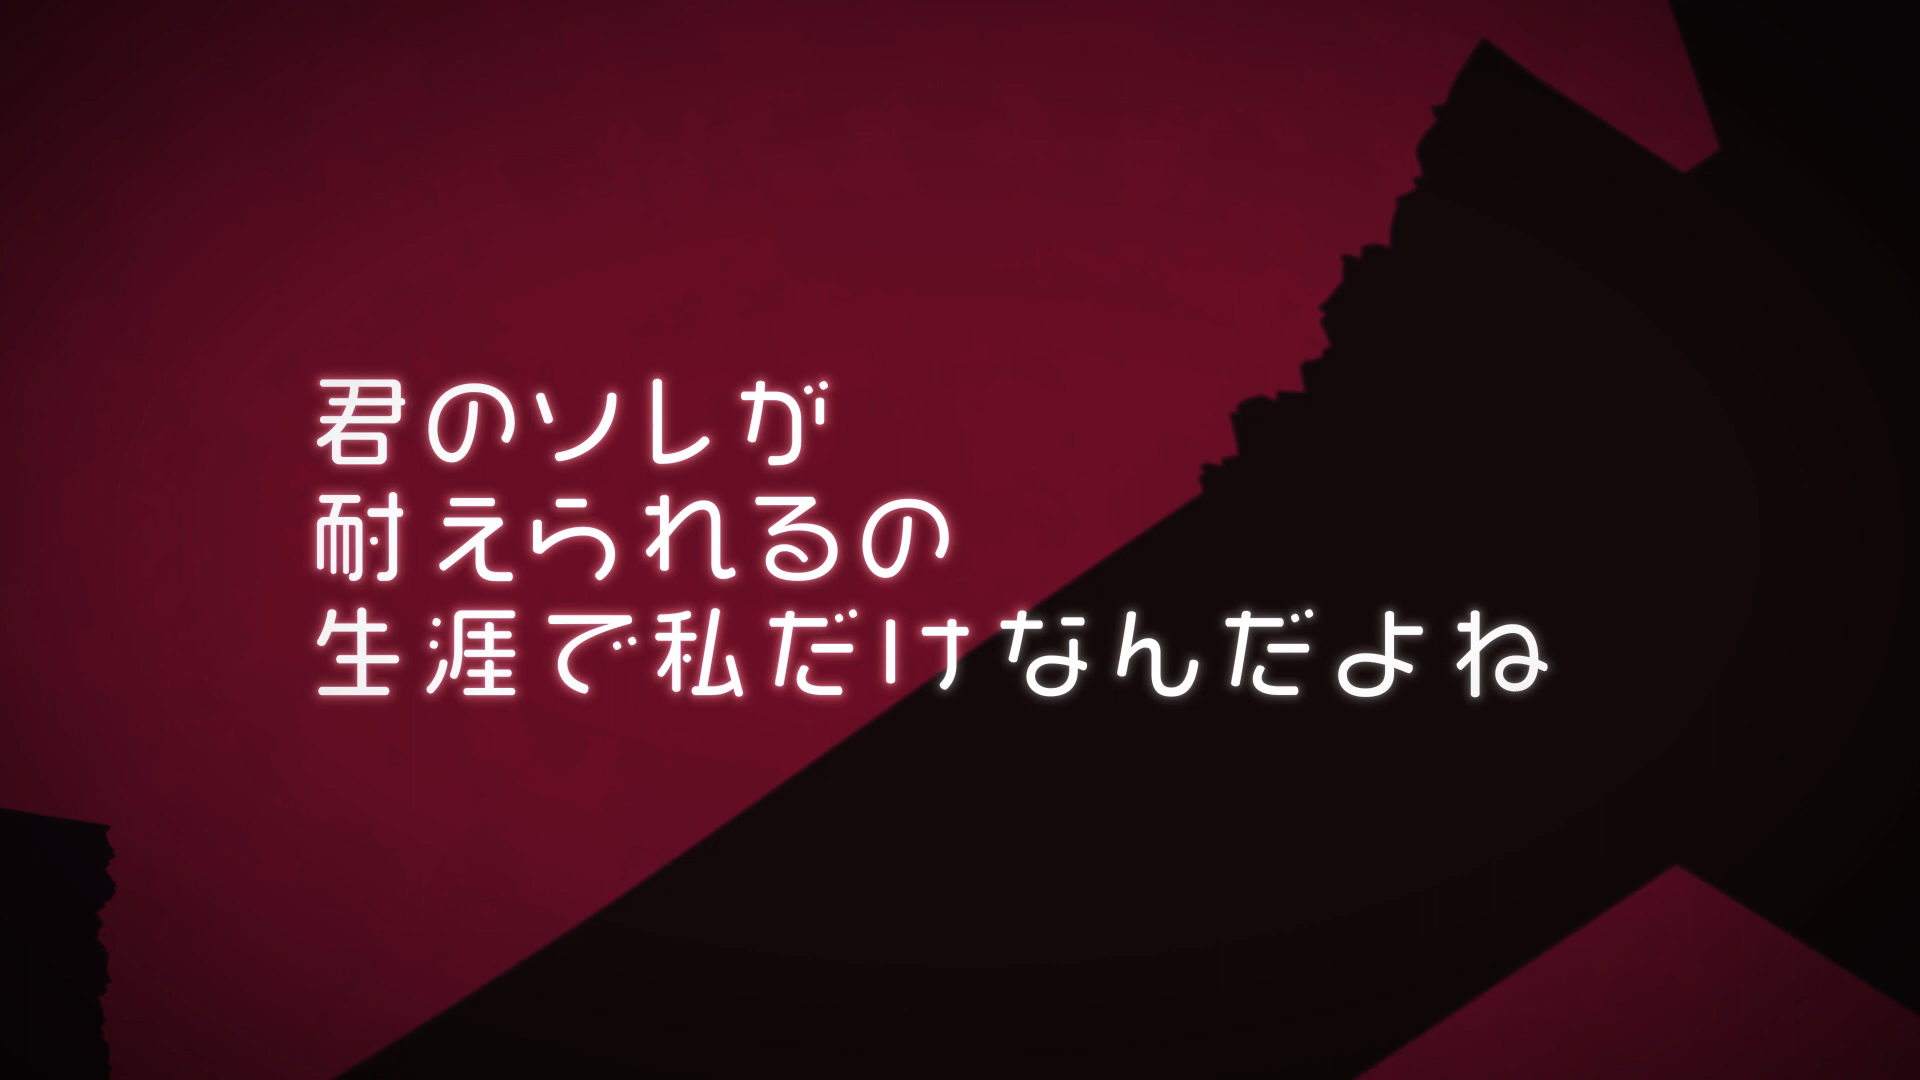 君のソレが
耐えられるの
生涯で私だけなんだよね